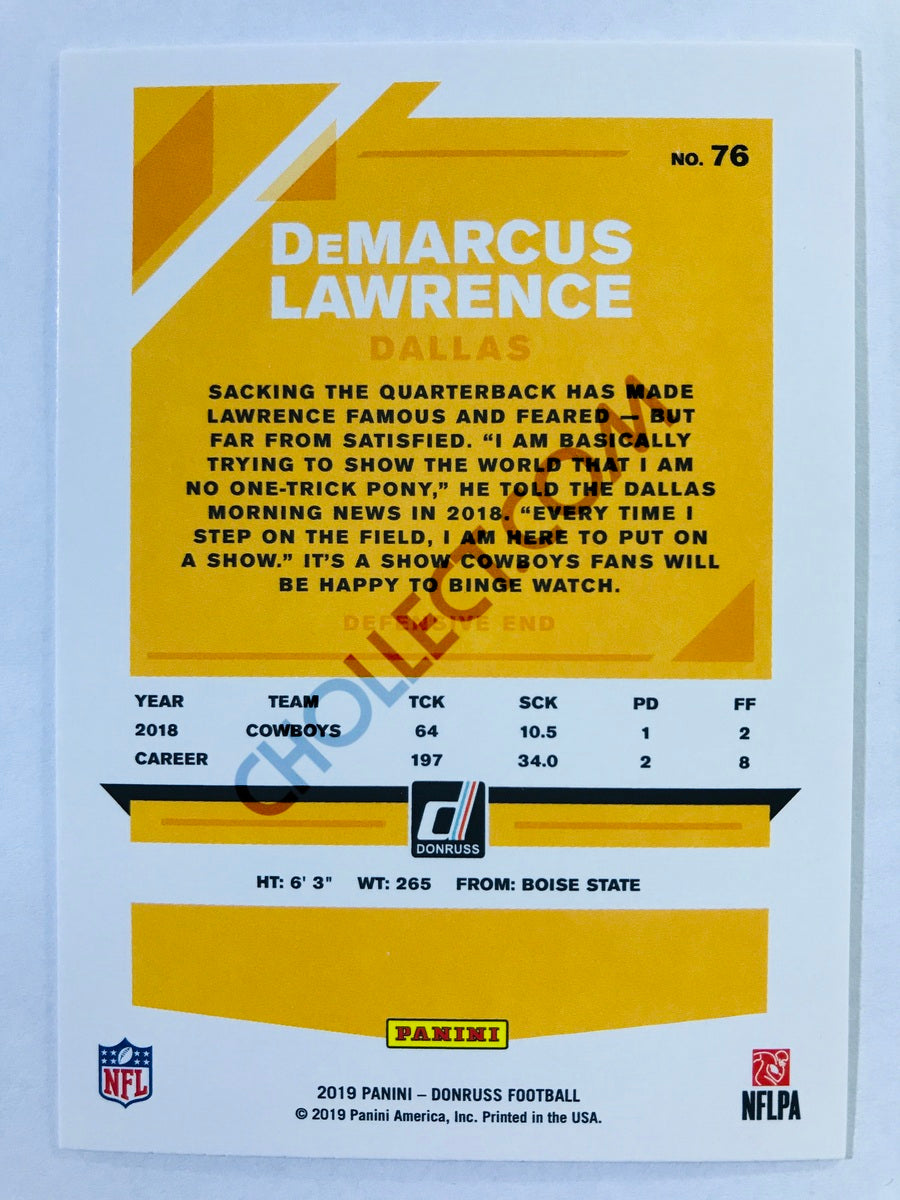 NO. 76
DeMARCUS
LAWRENCE
DALLAS
SACKING THE QUARTERBACK HAS MADE
LAWRENCE FAMOUS AND FEARED — BUT
FAR FROM SATISFIED. “I AM BASICALLY
TRYING TO SHOW THE WORLD THAT I AM
NO ONE-TRICK PONY,” HE TOLD THE DALLAS
MORNING NEWS IN 2018. “EVERY TIME I
STEP ON THE FIELD, I AM HERE TO PUT ON
A SHOW.” IT’S A SHOW COWBOYS FANS WILL
BE HAPPY TO BINGE WATCH.
DEFENSIVE END
CHOLLECT.COM
YEAR TEAM TCK SCK PD FF
2018 COWBOYS 64 10.5 1 2
CAREER 197 34.0 2 8
d
DONRUSS
HT: 6' 3" WT: 265 FROM: BOISE STATE
PANINI
NFL
2019 PANINI – DONRUSS FOOTBALL
© 2019 Panini America, Inc. Printed in the USA.
NFLPA